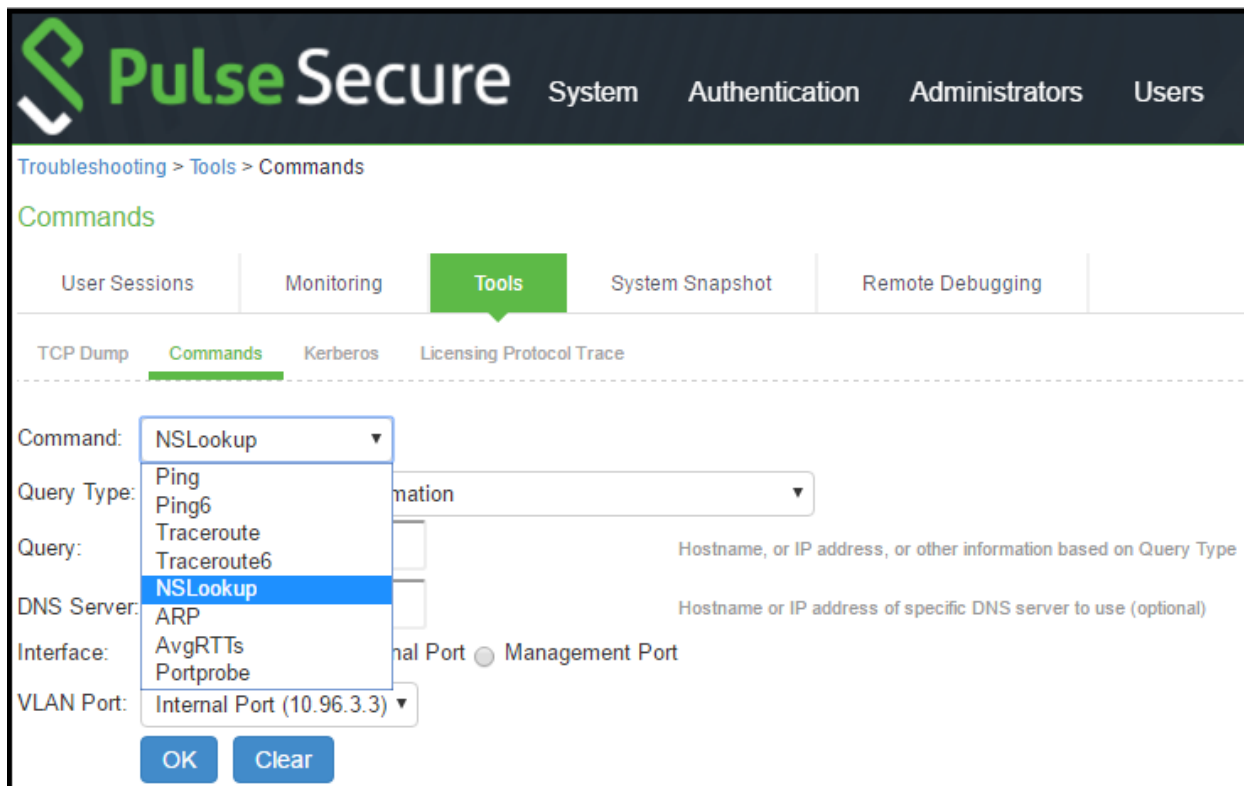 Pulse Secure System Authentication Administrators Users
Troubleshooting > Tools > Commands
Commands
User Sessions Monitoring Tools System Snapshot Remote Debugging
TCP Dump Commands Kerberos Licensing Protocol Trace
Command: NSLookup
Ping
Query Type: mation
Ping6
Traceroute
Query: Hostname, or IP address, or other information based on Query Type
Traceroute6
NSLookup
DNS Server: Hostname or IP address of specific DNS server to use (optional)
ARP
AvgRTTs
Interface: nal Port Management Port
Portprobe
VLAN Port: Internal Port (10.96.3.3)
OK Clear